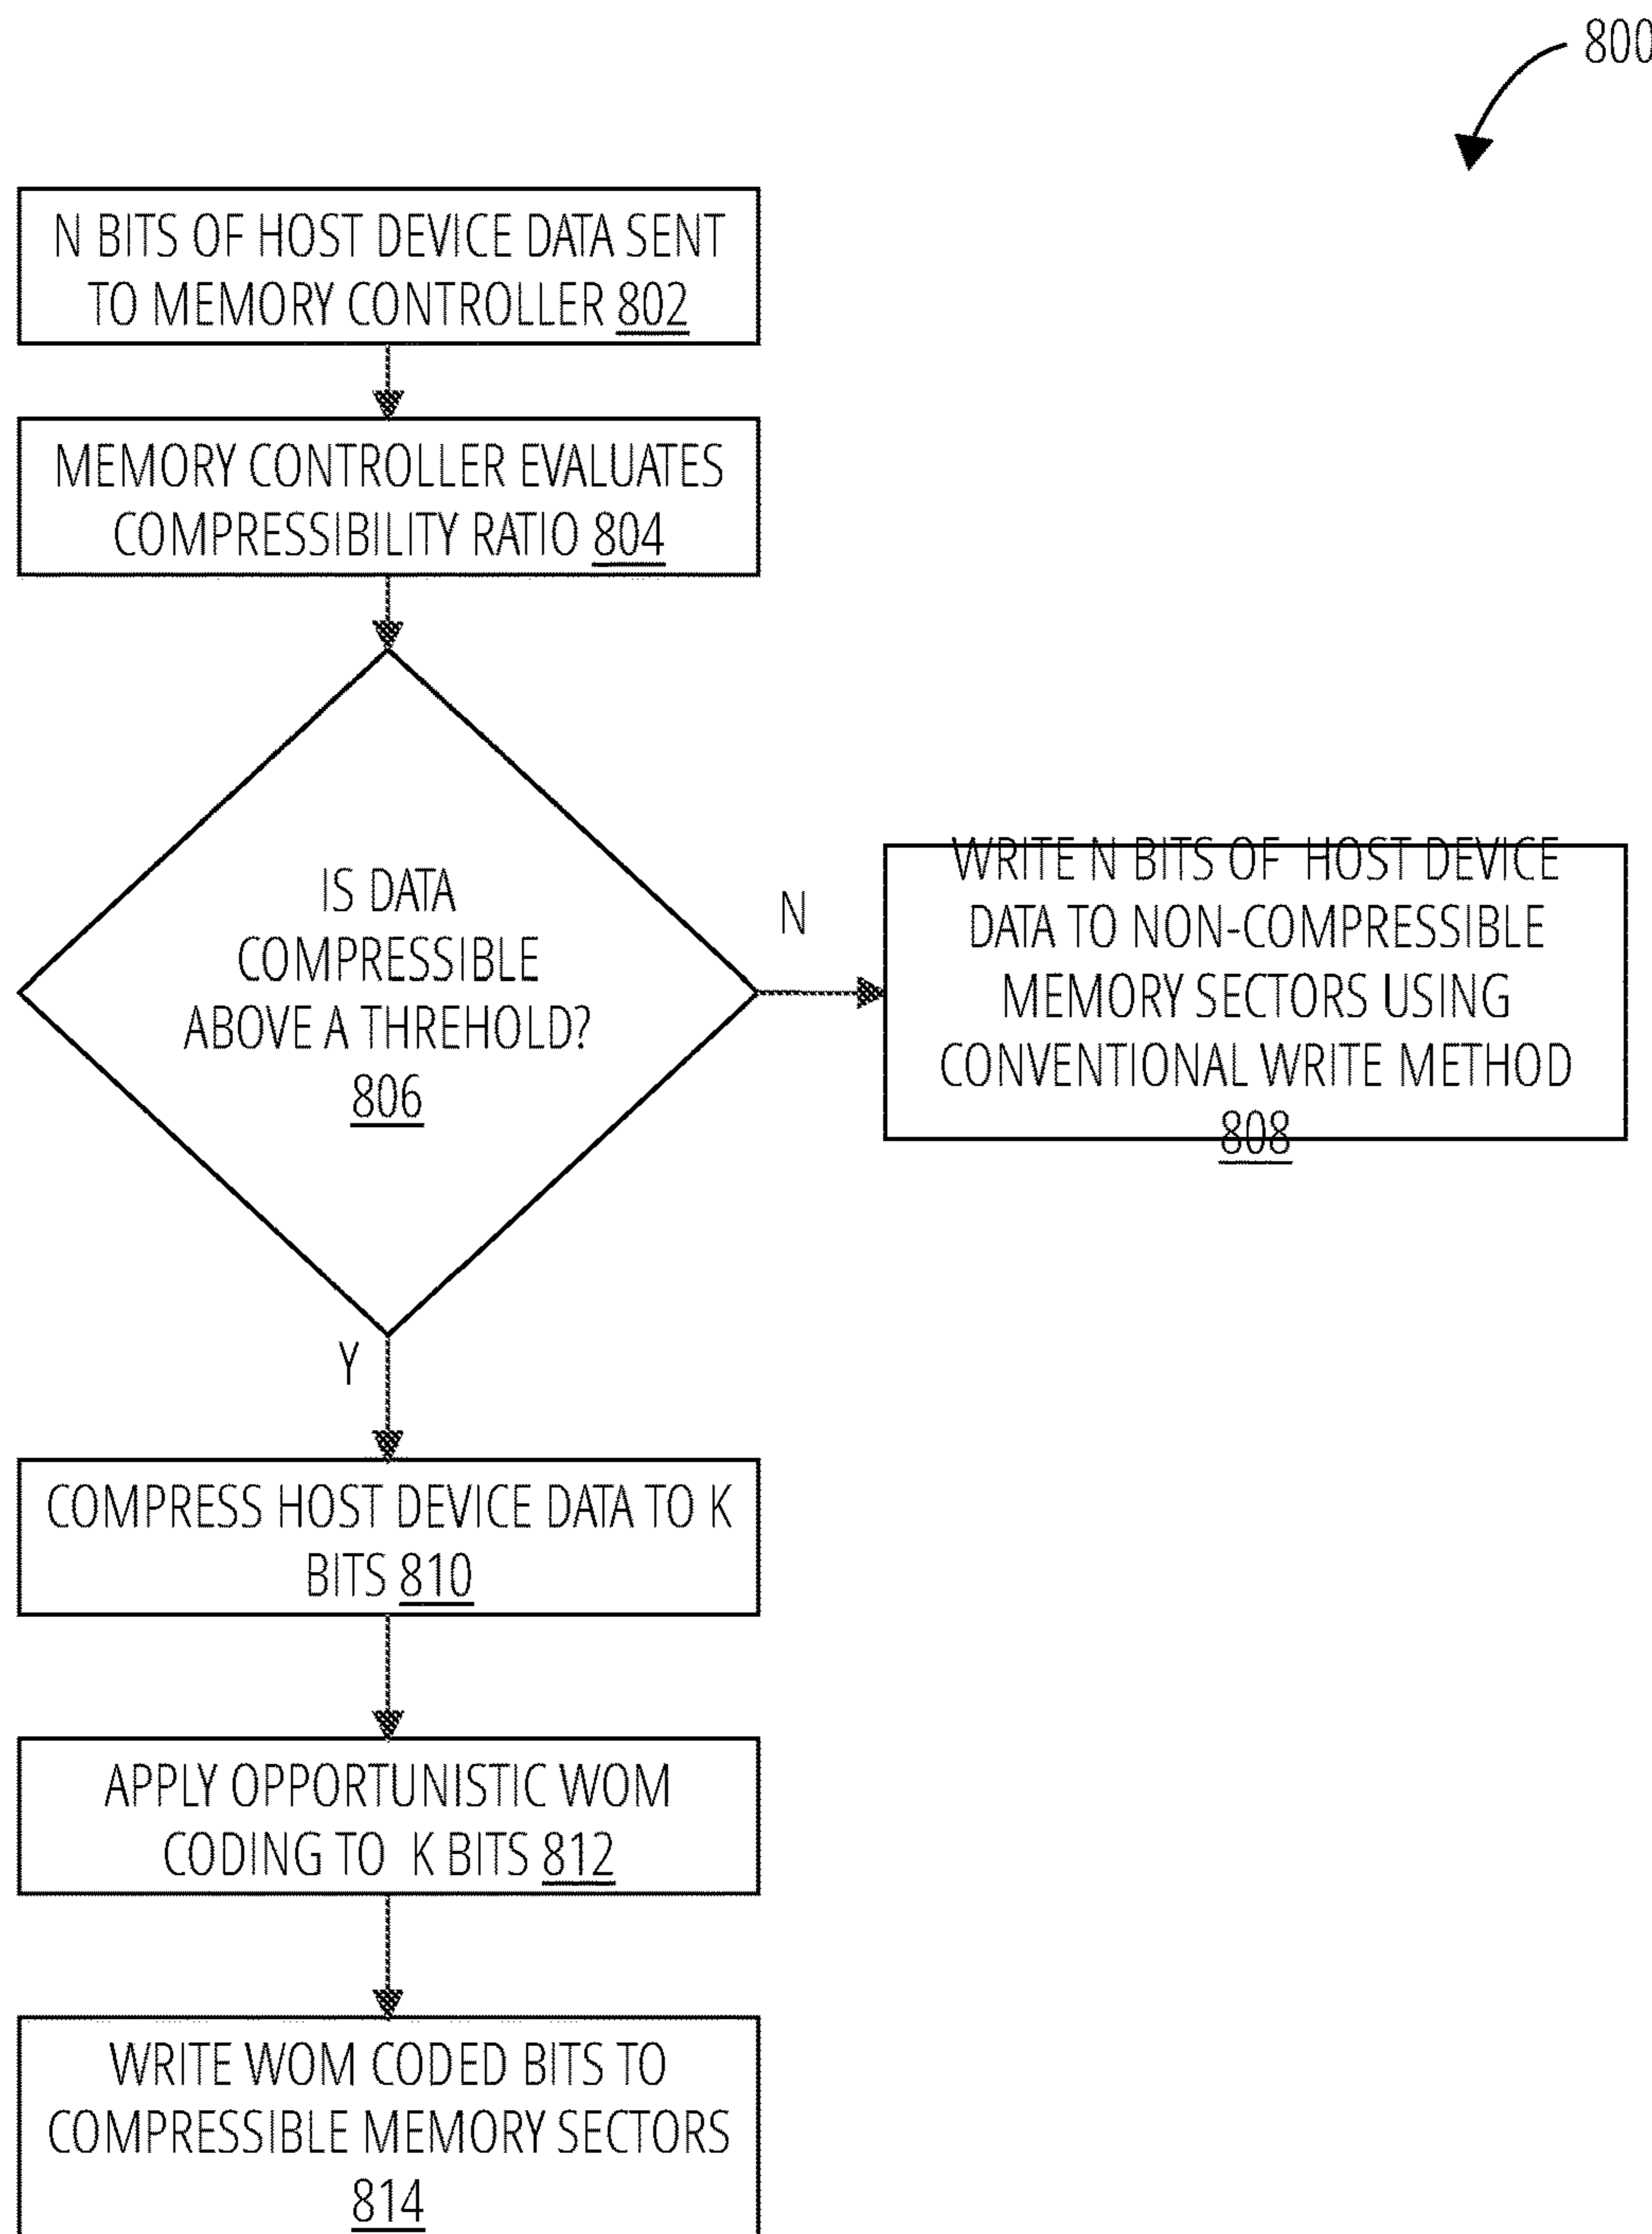 800
N BITS OF HOST DEVICE DATA SENT
TO MEMORY CONTROLLER 802
MEMORY CONTROLLER EVALUATES
COMPRESSIBILITY RATIO 804
IS DATA
COMPRESSIBLE
ABOVE A THREHOLD?
806
N
WRITE N BITS OF HOST DEVICE
DATA TO NON-COMPRESSIBLE
MEMORY SECTORS USING
CONVENTIONAL WRITE METHOD
808
Y
COMPRESS HOST DEVICE DATA TO K
BITS 810
APPLY OPPORTUNISTIC WOM
CODING TO K BITS 812
WRITE WOM CODED BITS TO
COMPRESSIBLE MEMORY SECTORS
814